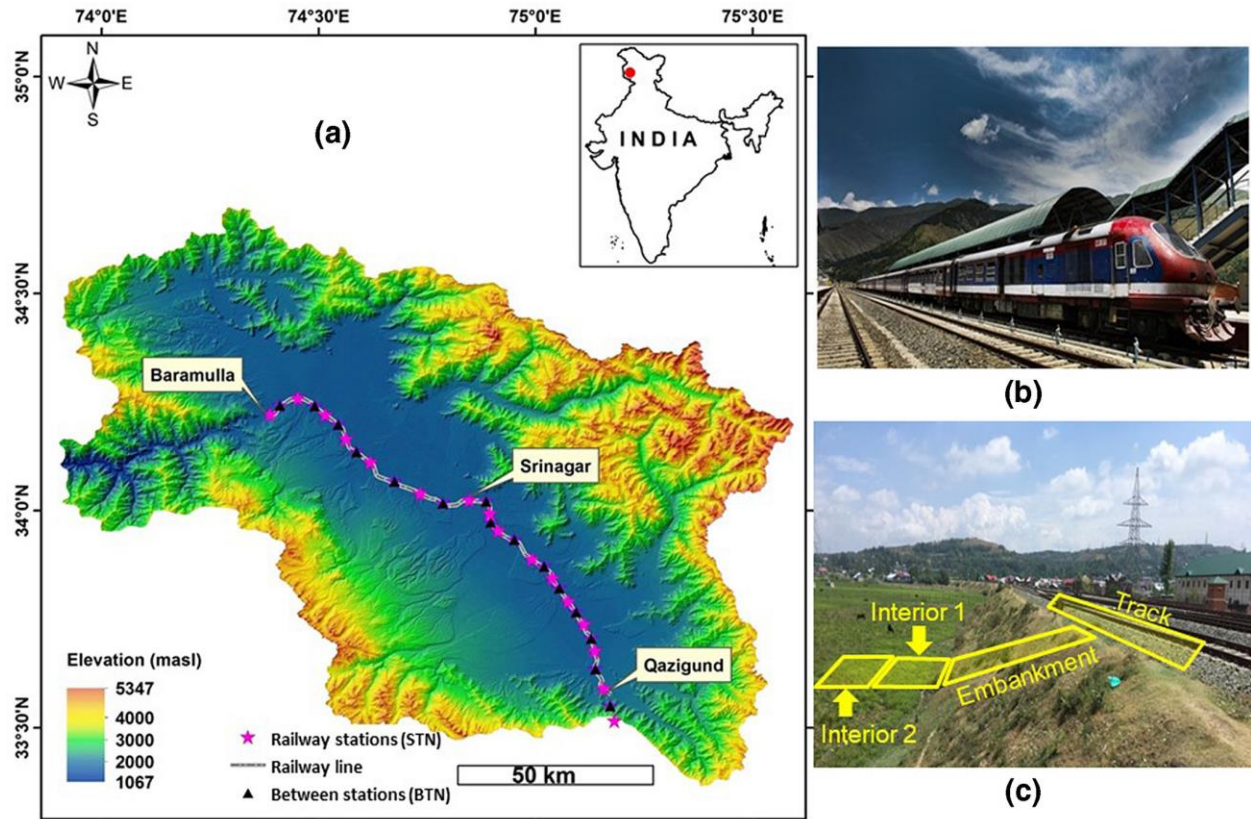 74°0'E 74°30'E 75°0'E 75°30'E
35°0'N
34°30'N
34°0'N
33°30'N
N
W E
S
(a)
INDIA
Baramulla
Srinagar
Qazigund
Elevation (masl)
5347
4000
3000
2000
1067
Railway stations (STN)
Railway line
Between stations (BTN)
50 km
(b)
Interior 1
Track
Embankment
Interior 2
(c)